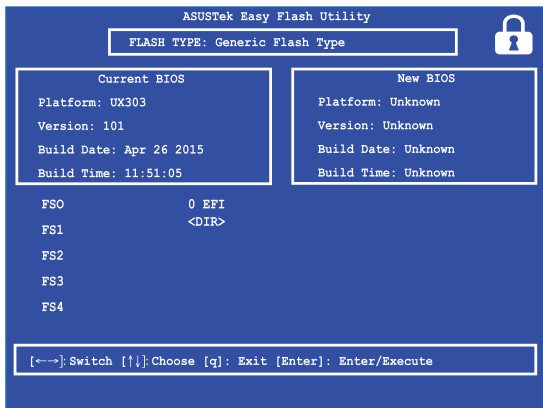 ASUSTek Easy Flash Utility
FLASH TYPE: Generic Flash Type
Current BIOS
Platform: UX303
Version: 101
Build Date: Apr 26 2015
Build Time: 11:51:05
New BIOS
Platform: Unknown
Version: Unknown
Build Date: Unknown
Build Time: Unknown
FSO
FS1
FS2
FS3
FS4
0 EFI
<DIR>
[←→]: Switch [↑↓]: Choose [q]: Exit [Enter]: Enter/Execute